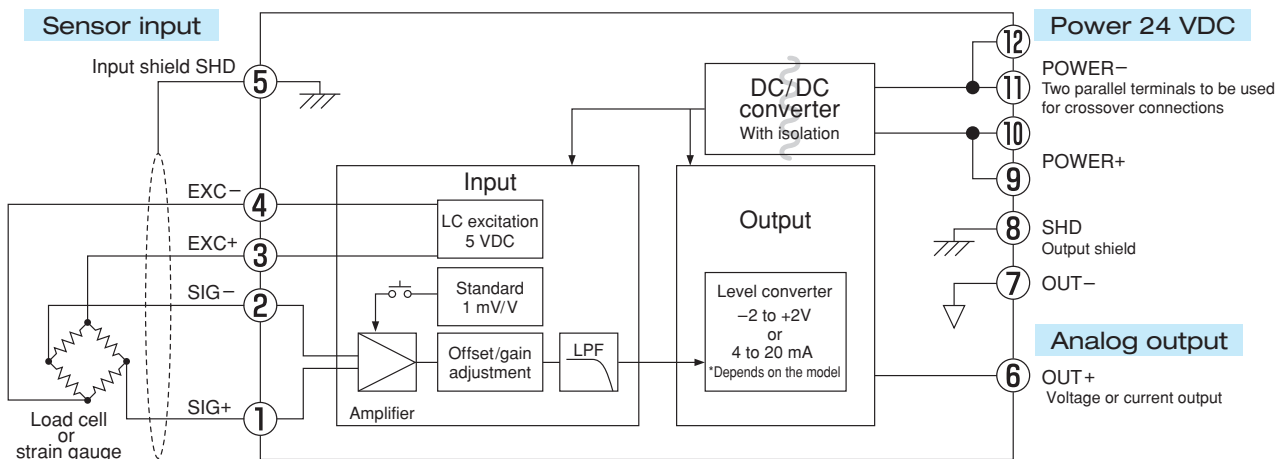 Sensor input
Input shield SHD
5
EXC−
4
EXC+
3
SIG−
2
SIG+
1
Load cell
or
strain gauge
Input
LC excitation
5 VDC
Standard
1 mV/V
Offset/gain
adjustment
LPF
Amplifier
DC/DC
converter
With isolation
Output
Level converter
−2 to +2V
or
4 to 20 mA
*Depends on the model
Power 24 VDC
12
11
POWER−
Two parallel terminals to be used
for crossover connections
10
9
POWER+
8
SHD
Output shield
7
OUT−
Analog output
6
OUT+
Voltage or current output